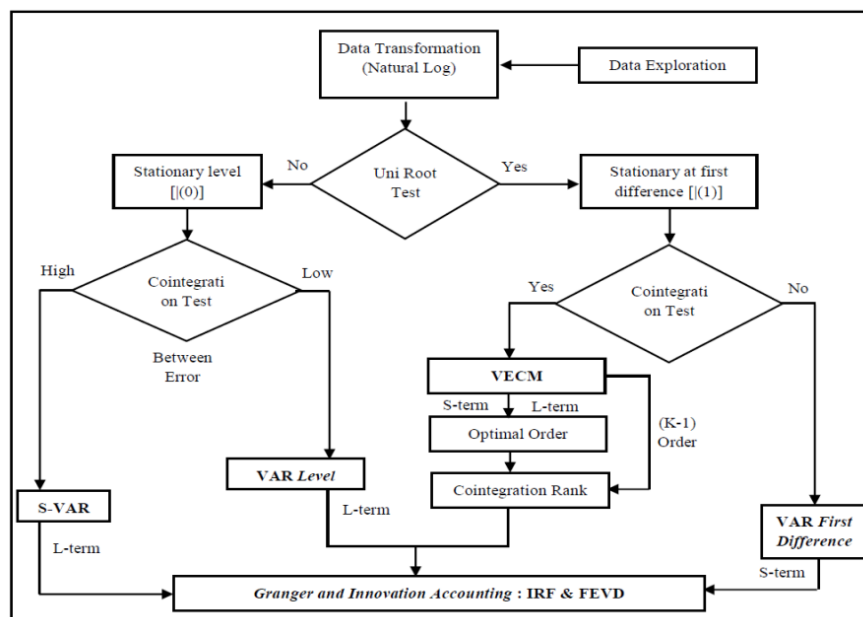 Data Transformation
(Natural Log)
Data Exploration
No
Uni Root
Test
Yes
Stationary level
[|(0)]
Stationary at first
difference [|(1)]
High
Cointegrati
on Test
Low
Between
Error
Yes
Cointegrati
on Test
No
VECM
S-term
L-term
(K-1)
Order
Optimal Order
Cointegration Rank
VAR Level
S-VAR
L-term
L-term
VAR First
Difference
S-term
Granger and Innovation Accounting : IRF & FEVD